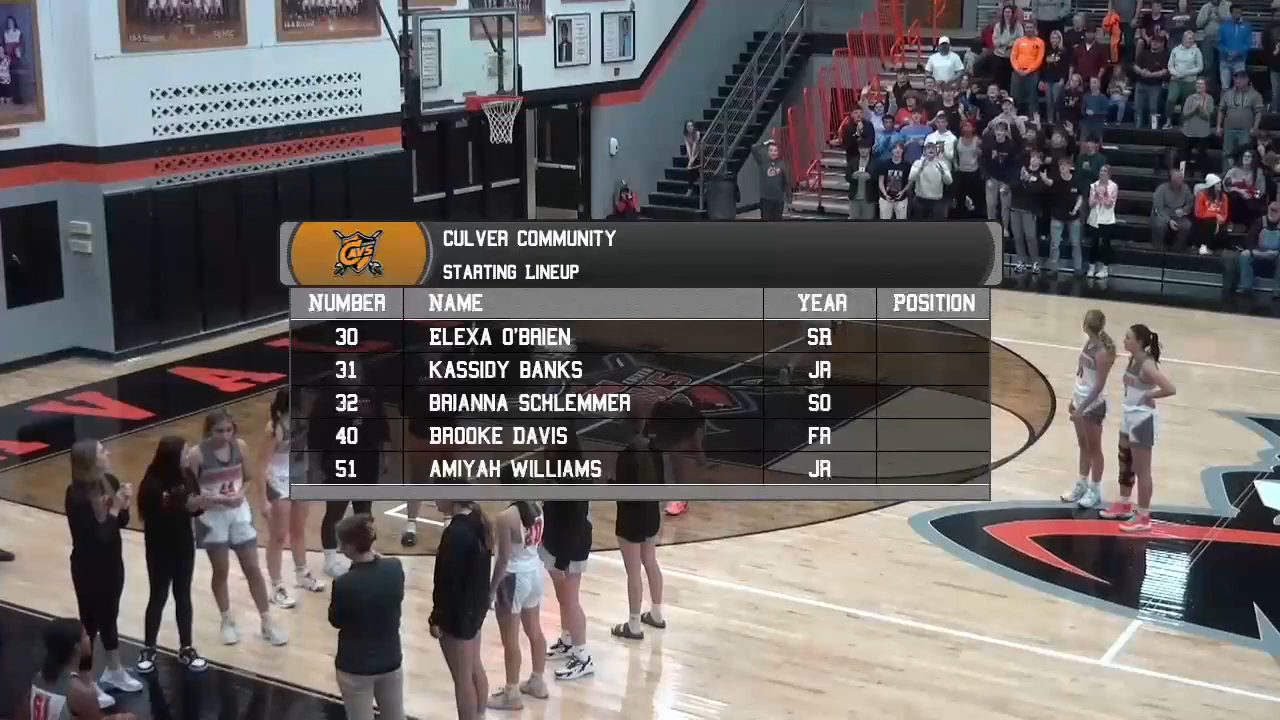 CAVS
CULVER COMMUNITY
STARTING LINEUP
NUMBER NAME YEAR POSITION
30 ELEXA O'BRIEN SR
31 KASSIDY BANKS JR
32 BRIANNA SCHLEMMER SO
40 BROOKE DAVIS FR
51 AMIYAH WILLIAMS JR